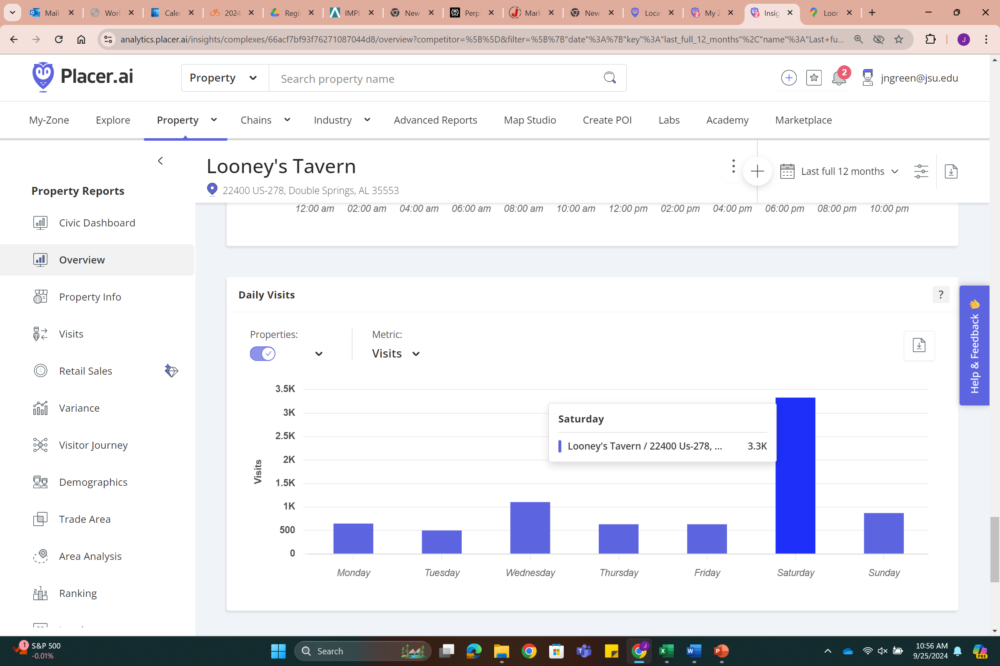 Mail
Worl
Caler
2024
Regis
IMPL
New
Perp
Mark
New
Loca
My Z
Insig
Loon
analytics.placer.ai/insights/complexes/66acf7bf93f76271087044d8/overview?competitor=%5B%5D&filter=%5B%7B"date"%3A%7B"key"%3A"last_full_12_months"%2C"name"%3A"Last+fu...
J
Placer.ai
Property
Search property name
2
jngreen@jsu.edu
My-Zone Explore Property Chains Industry Advanced Reports Map Studio Create POI Labs Academy Marketplace
Looney's Tavern
22400 US-278, Double Springs, AL 35553
Last full 12 months
Property Reports
Civic Dashboard
Overview
Property Info
Visits
Retail Sales
Variance
Visitor Journey
Demographics
Trade Area
Area Analysis
Ranking
12:00 am 02:00 am 04:00 am 06:00 am 08:00 am 10:00 am 12:00 pm 02:00 pm 04:00 pm 06:00 pm 08:00 pm 10:00 pm
Daily Visits
?
Properties:
Metric:
Visits
Help & Feedback
3.5K
3K
2.5K
2K
1.5K
1K
500
0
Visits
Saturday
Looney's Tavern / 22400 Us-278, ... 3.3K
Monday Tuesday Wednesday Thursday Friday Saturday Sunday
1
S&P 500
-0.01%
Search
J
10:56 AM
9/25/2024
PRE